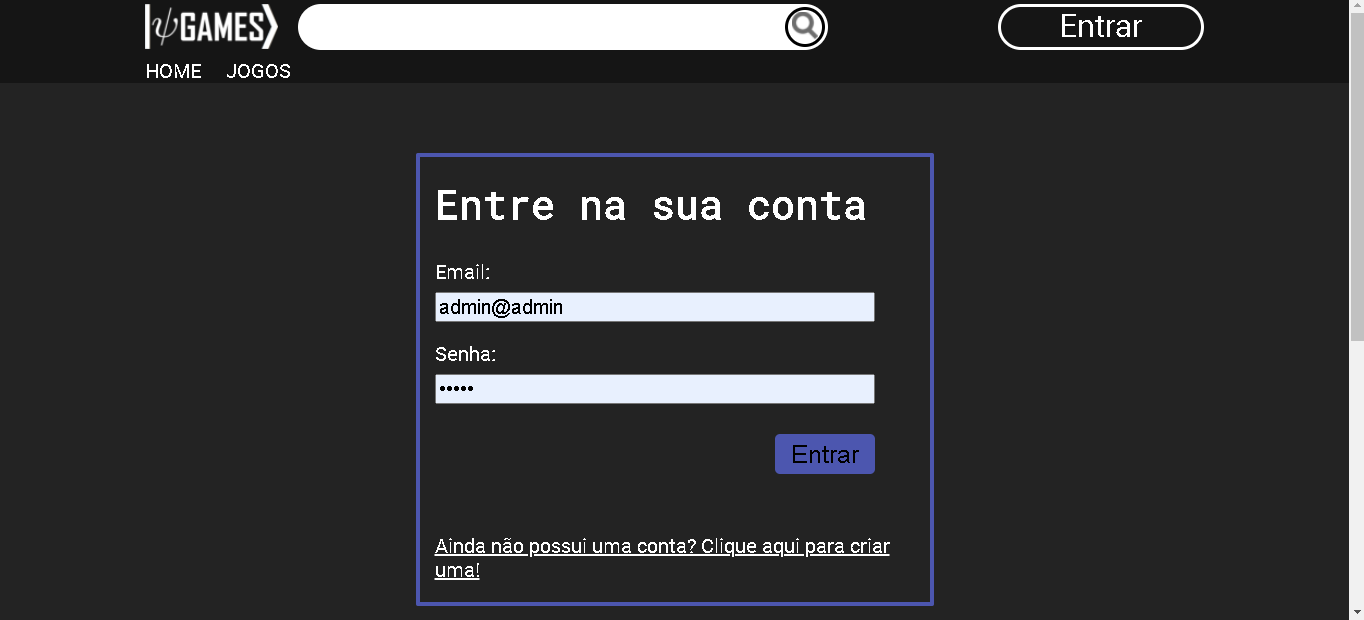 |ψGAMES⟩
Entrar
HOME JOGOS
Entre na sua conta
Email:
admin@admin
Senha:
•••••
Entrar
Ainda não possui uma conta? Clique aqui para criar
uma!